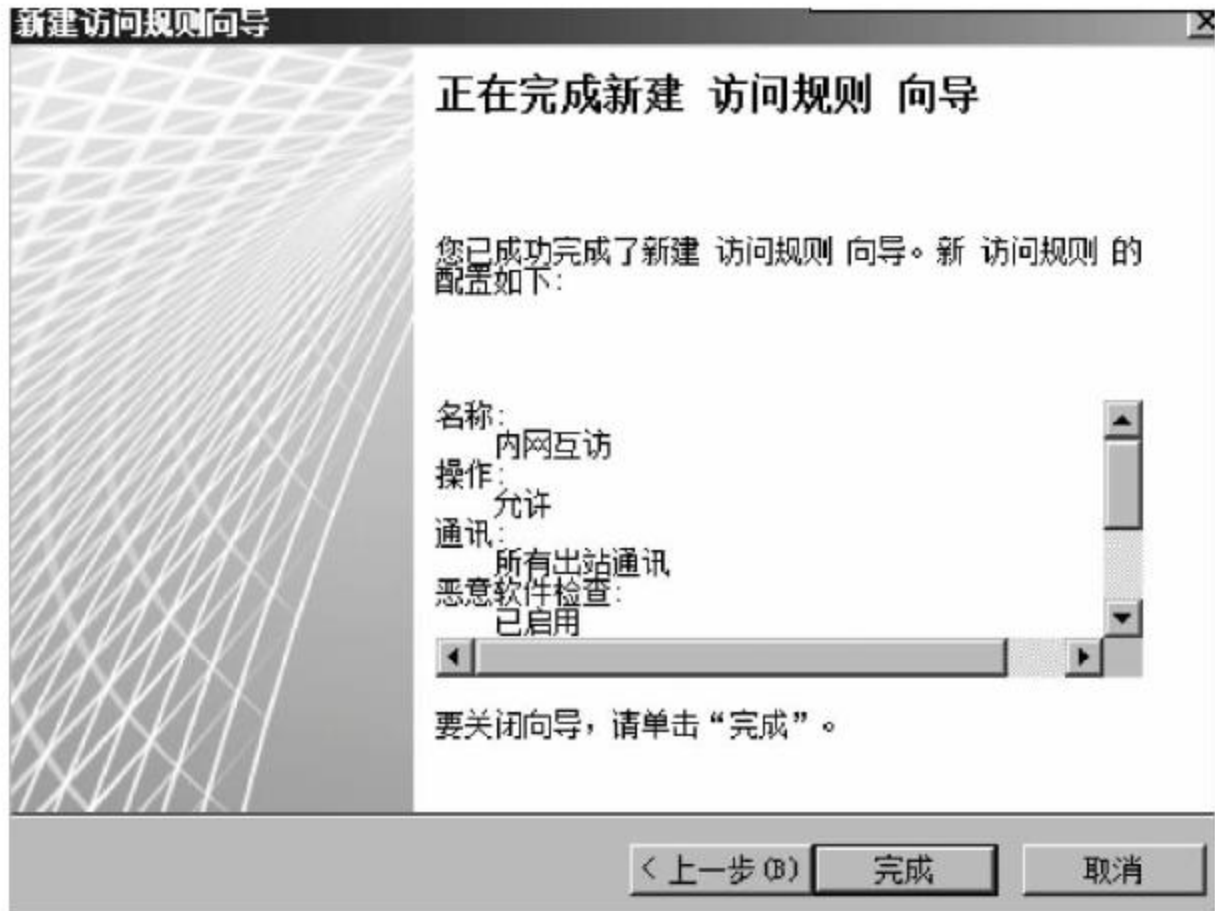 新建访问规则向导
正在完成新建 访问规则 向导
您已成功完成了新建 访问规则 向导。新 访问规则 的
配置如下:
名称:
内网互访
操作:
允许
通讯:
所有出站通讯
恶意软件检查:
已启用
要关闭向导，请单击“完成”。
< 上一步(B) 完成 取消